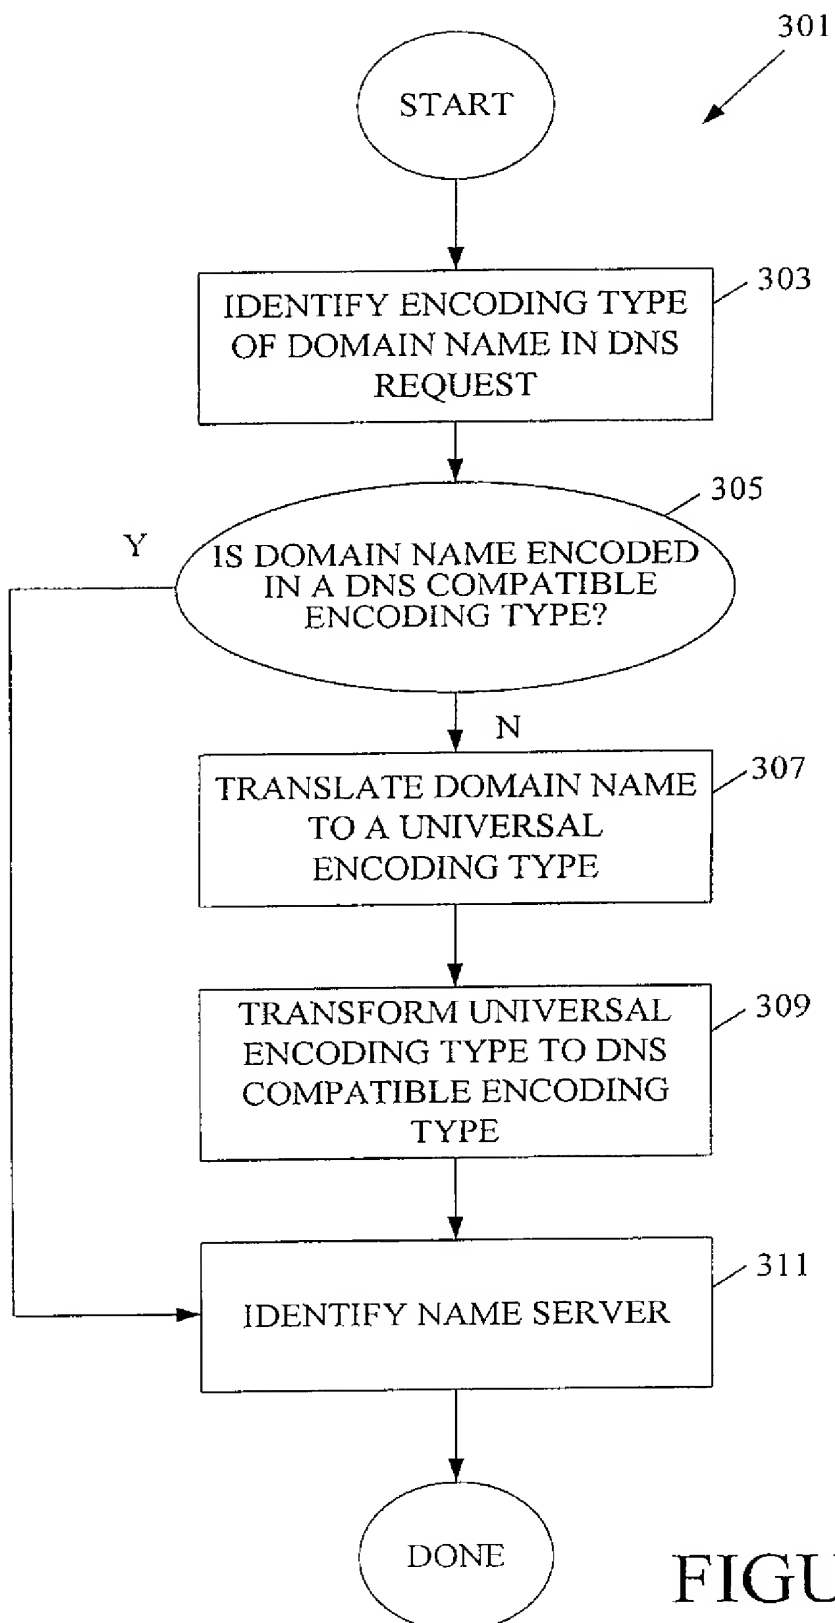 301
START
303
IDENTIFY ENCODING TYPE
OF DOMAIN NAME IN DNS
REQUEST
305
Y
IS DOMAIN NAME ENCODED
IN A DNS COMPATIBLE
ENCODING TYPE?
N
307
TRANSLATE DOMAIN NAME
TO A UNIVERSAL
ENCODING TYPE
309
TRANSFORM UNIVERSAL
ENCODING TYPE TO DNS
COMPATIBLE ENCODING
TYPE
311
IDENTIFY NAME SERVER
DONE
FIGU